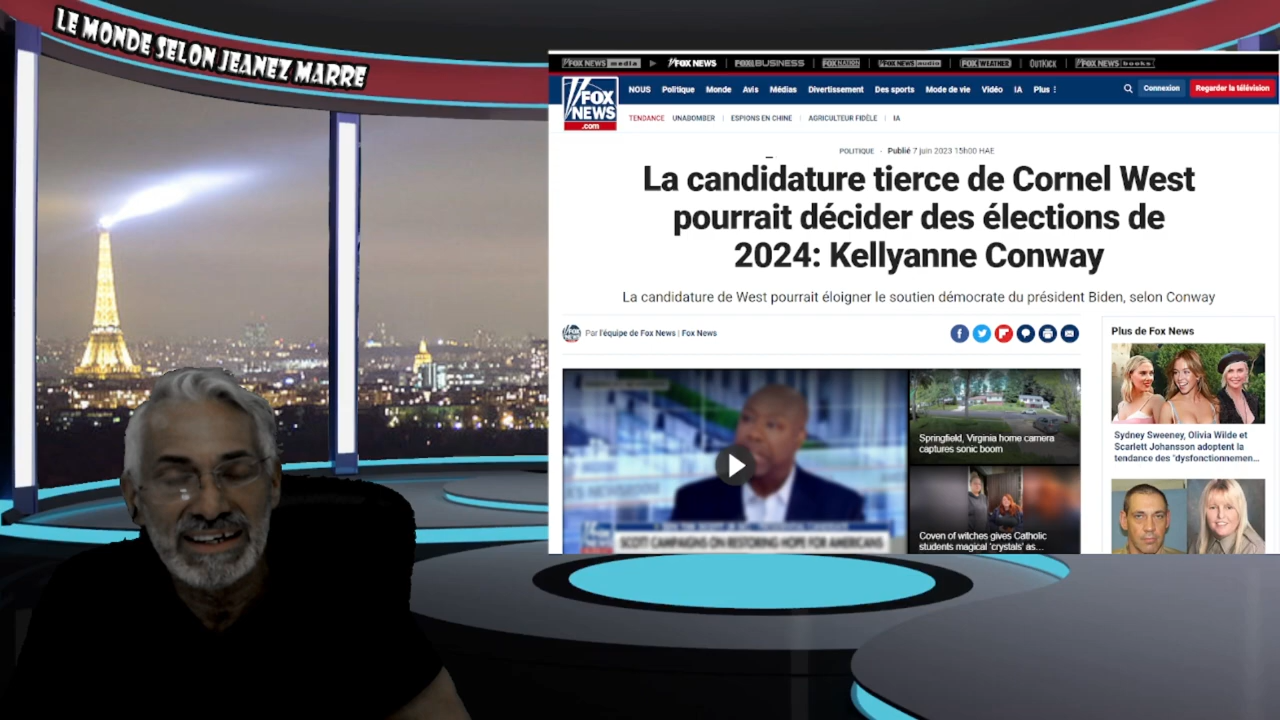 LE MONDE SELON JEANEZ MARRE
FOX NEWS media FOX NEWS FOX BUSINESS FOX NATION FOX NEWS audio FOX WEATHER OUTKICK FOX NEWS books
FOX NEWS .com
NOUS Politique Monde Avis Médias Divertissement Des sports Mode de vie Vidéo IA Plus Connexion Regarder la télévision
TENDANCE UNABOMBER ESPIONS EN CHINE AGRICULTEUR FIDÈLE IA
POLITIQUE - Publié 7 juin 2023 15h00 HAE
La candidature tierce de Cornel West
pourrait décider des élections de
2024: Kellyanne Conway
La candidature de West pourrait éloigner le soutien démocrate du président Biden, selon Conway
Par l'équipe de Fox News | Fox News
Plus de Fox News
Springfield, Virginia home camera
captures sonic boom
Sydney Sweeney, Olivia Wilde et
Scarlett Johansson adoptent la
tendance des "dysfonctionnemen...
SCOTT CAMPAIGNS ON RESTORING HOPE FOR AMERICANS
Coven of witches gives Catholic
students magical 'crystals' as...